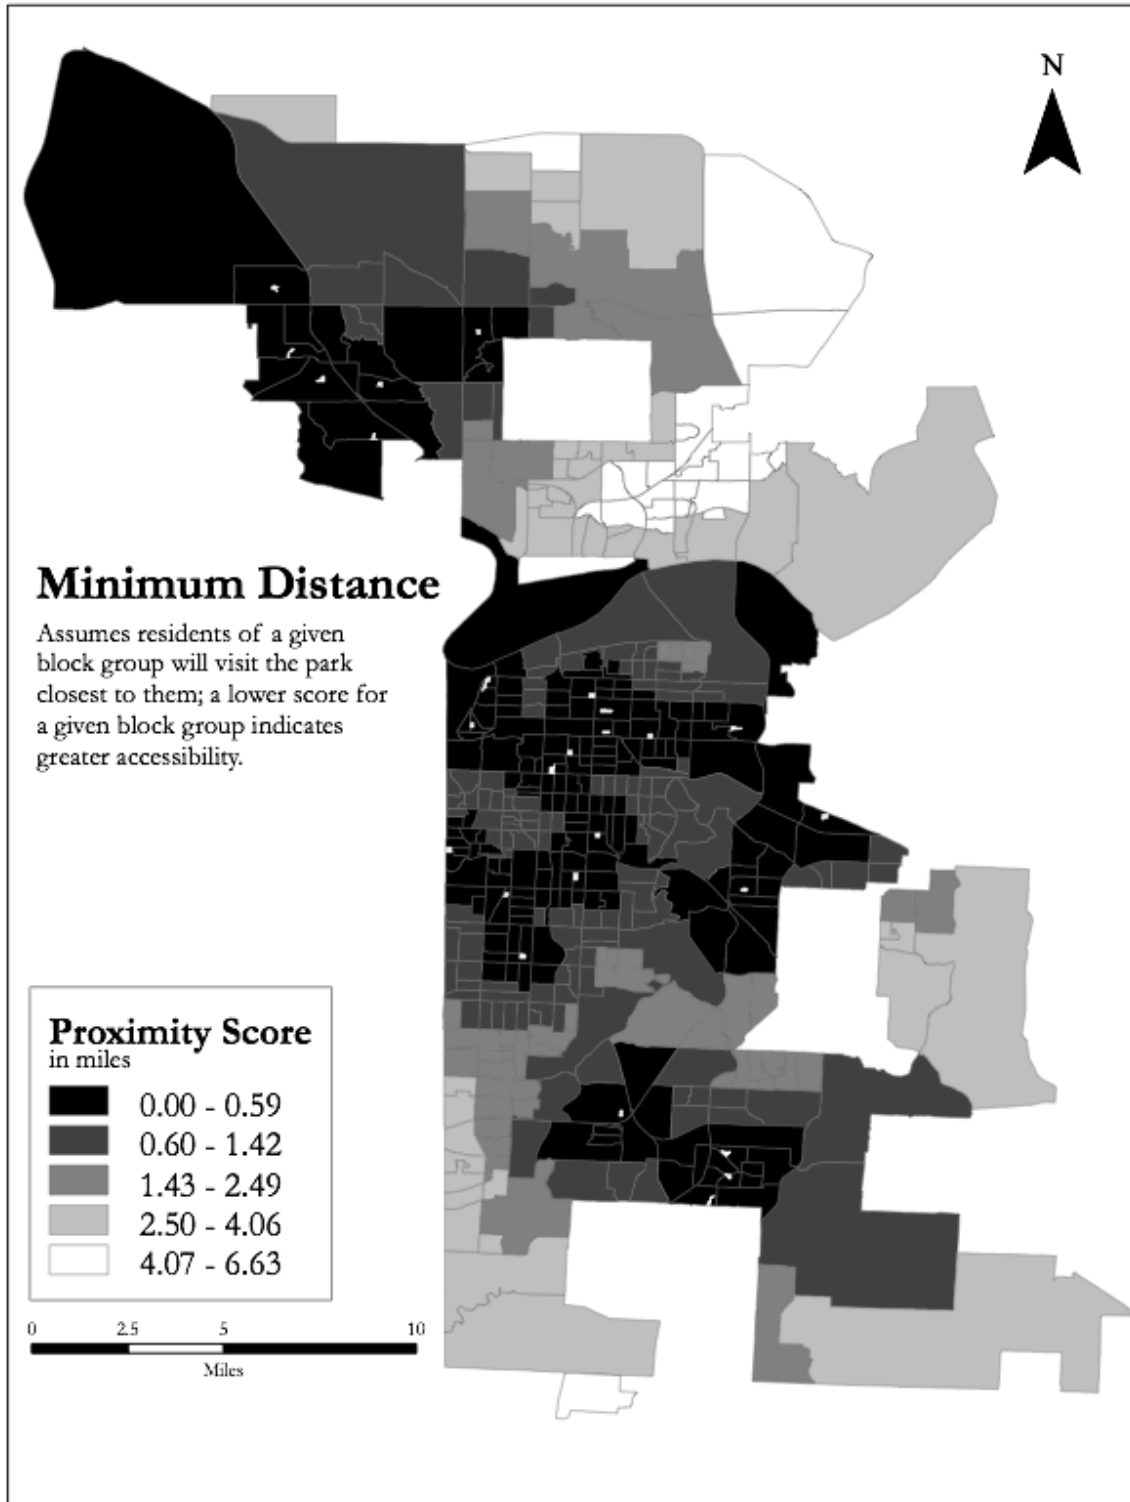 N
Minimum Distance
Assumes residents of a given
block group will visit the park
closest to them; a lower score for
a given block group indicates
greater accessibility.
Proximity Score
in miles
0.00 - 0.59
0.60 - 1.42
1.43 - 2.49
2.50 - 4.06
4.07 - 6.63
0 2.5 5 10
Miles